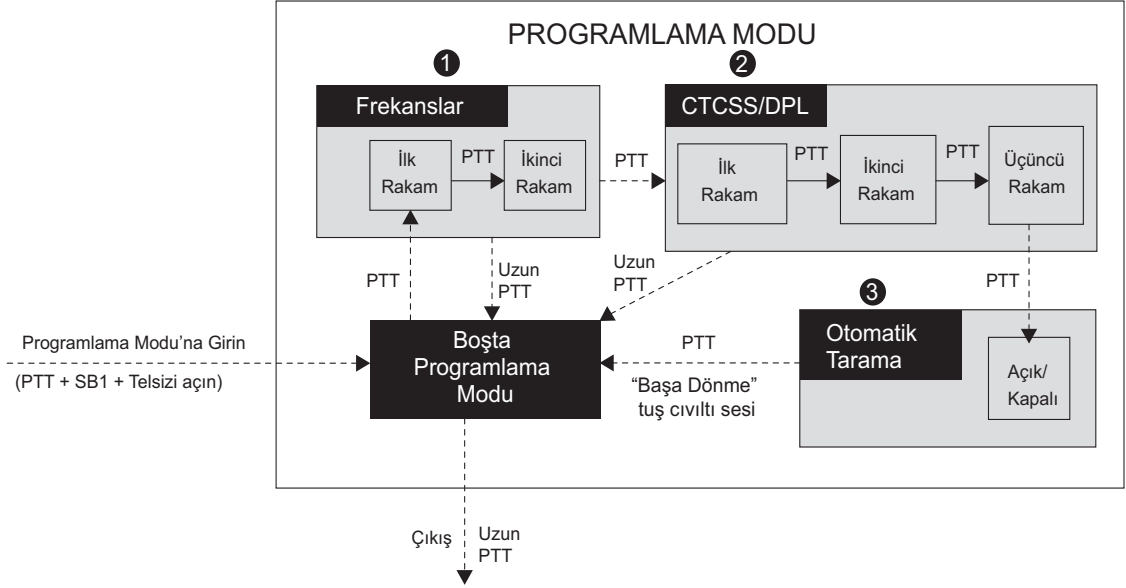 PROGRAMLAMA MODU
1
2
Frekanslar
CTCSS/DPL
İlk
Rakam
PTT
İkinci
Rakam
PTT
İlk
Rakam
PTT
İkinci
Rakam
PTT
Üçüncü
Rakam
PTT
Uzun
PTT
Uzun
PTT
PTT
3
Programlama Modu’na Girin
(PTT + SB1 + Telsizi açın)
Boşta
Programlama
Modu
PTT
“Başa Dönme”
tuş cıvıltı sesi
Otomatik
Tarama
Açık/
Kapalı
Çıkış
Uzun
PTT